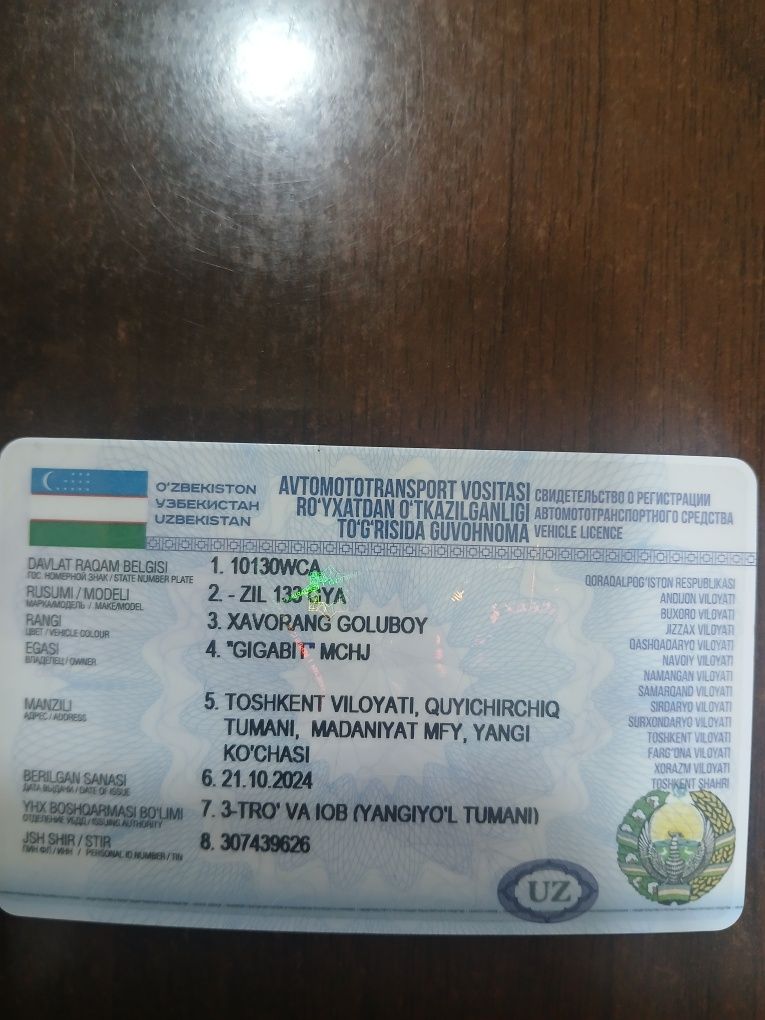 O'ZBEKISTON
УЗБЕКИСТАН
UZBEKISTAN
AVTOMOTOTRANSPORT VOSITASI
RO'YXATDAN O'TKAZILGANLIGI
TO'G'RISIDA GUVOHNOMA
СВИДЕТЕЛЬСТВО О РЕГИСТРАЦИИ
АВТОМОТОТРАНСПОРТНОГО СРЕДСТВА
VEHICLE LICENCE
DAVLAT RAQAM BELGISI
ГОС. НОМЕРНОЙ ЗНАК / STATE NUMBER PLATE
1. 10130WCA
RUSUMI / MODELI
МАРКА/МОДЕЛЬ / MAKE/MODEL
2. - ZIL GYA
RANGI
ЦВЕТ / VEHICLE COLOUR
3. XAVORANG GOLUBOY
EGASI
ВЛАДЕЛЕЦ / OWNER
4. "GIGABIT" MCHJ
MANZILI
АДРЕС / ADDRESS
5. TOSHKENT VILOYATI, QUYICHIRCHIQ
TUMANI, MADANIYAT MFY, YANGI
KO'CHASI
BERILGAN SANASI
ДАТА ВЫДАЧИ / DATE OF ISSUE
6. 21.10.2024
YHX BOSHQARMASI BO'LIMI
ОТДЕЛЕНИЕ УБДД / ISSUING AUTHORITY
7. 3-TRO' VA IOB (YANGIYO'L TUMANI)
JSH SHIR / STIR
ПИН ФЛ / ИНН / PERSONAL ID NUMBER / TIN
8. 307439626
QORAQALPOG'ISTON RESPUBLIKASI
ANDIJON VILOYATI
BUXORO VILOYATI
JIZZAX VILOYATI
QASHQADARYO VILOYATI
NAVOIY VILOYATI
NAMANGAN VILOYATI
SAMARQAND VILOYATI
SIRDARYO VILOYATI
SURXONDARYO VILOYATI
TOSHKENT VILOYATI
FARG'ONA VILOYATI
XORAZM VILOYATI
TOSHKENT SHAHRI
UZ